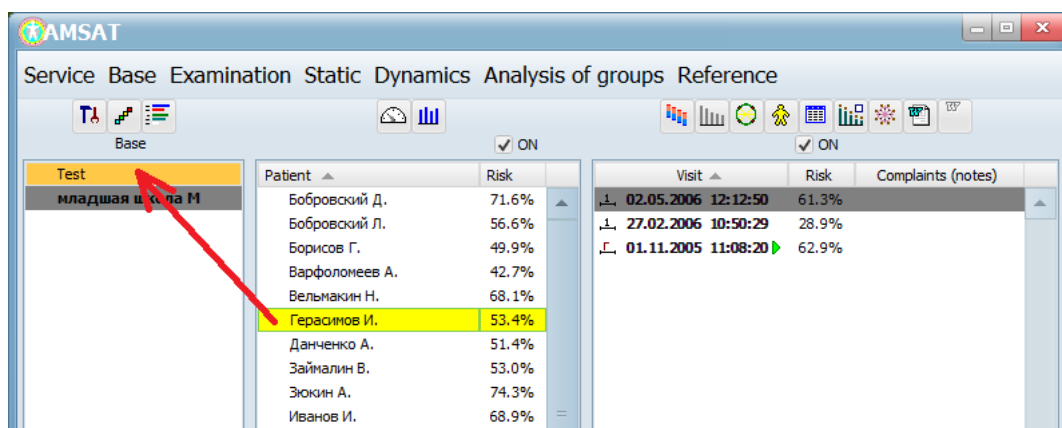 AMSAT
Service Base Examination Static Dynamics Analysis of groups Reference
Base
ON
ON
Test
младшая школа М
Patient Risk
Бобровский Д. 71.6%
Бобровский Л. 56.6%
Борисов Г. 49.9%
Варфоломеев А. 42.7%
Вельмакин Н. 68.1%
Герасимов И. 53.4%
Данченко А. 51.4%
Займалин В. 53.0%
Зюкин А. 74.3%
Иванов И. 68.9%
Visit Risk Complaints (notes)
02.05.2006 12:12:50 61.3%
27.02.2006 10:50:29 28.9%
01.11.2005 11:08:20 62.9%